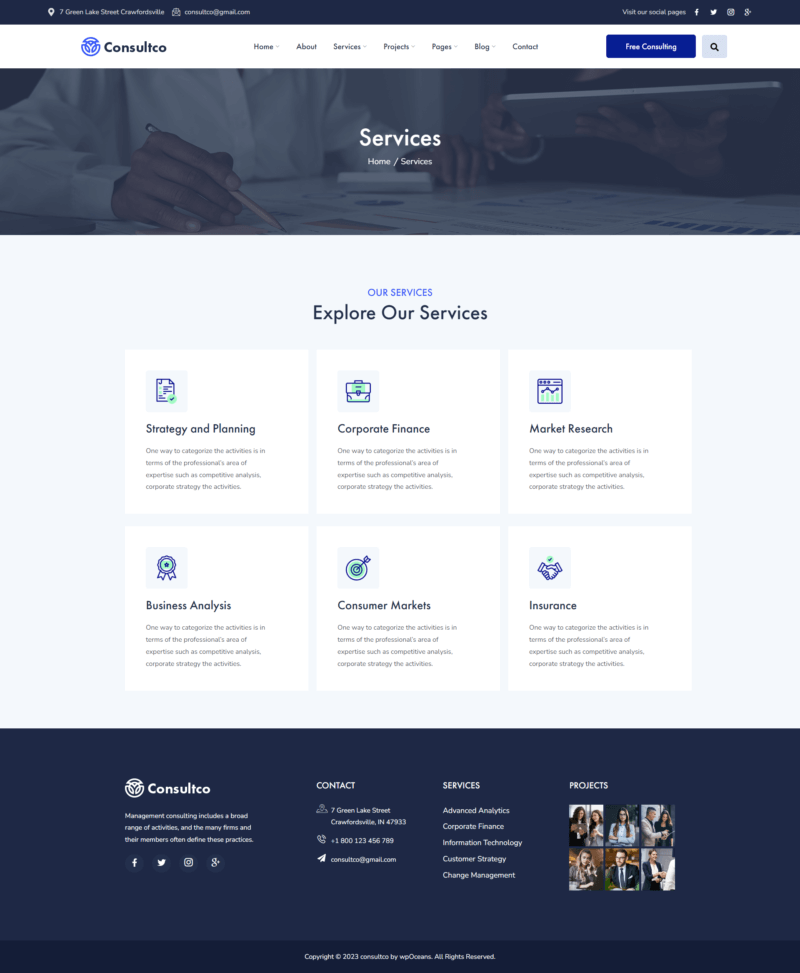 7 Green Lake Street Crawfordsville consultco@gmail.com Visit our social pages
Consultco Home About Services Projects Pages Blog Contact Free Consulting
Services
Home / Services
OUR SERVICES
Explore Our Services
Strategy and Planning
One way to categorize the activities is in
terms of the professional's area of
expertise such as competitive analysis,
corporate strategy the activities.
Corporate Finance
One way to categorize the activities is in
terms of the professional's area of
expertise such as competitive analysis,
corporate strategy the activities.
Market Research
One way to categorize the activities is in
terms of the professional's area of
expertise such as competitive analysis,
corporate strategy the activities.
Business Analysis
One way to categorize the activities is in
terms of the professional's area of
expertise such as competitive analysis,
corporate strategy the activities.
Consumer Markets
One way to categorize the activities is in
terms of the professional's area of
expertise such as competitive analysis,
corporate strategy the activities.
Insurance
One way to categorize the activities is in
terms of the professional's area of
expertise such as competitive analysis,
corporate strategy the activities.
Consultco
Management consulting includes a broad
range of activities, and the many firms and
their members often define these practices.
CONTACT
7 Green Lake Street
Crawfordsville, IN 47933
+1 800 123 456 789
consultco@gmail.com
SERVICES
Advanced Analytics
Corporate Finance
Information Technology
Customer Strategy
Change Management
PROJECTS
Copyright © 2023 consultco by wpOceans. All Rights Reserved.